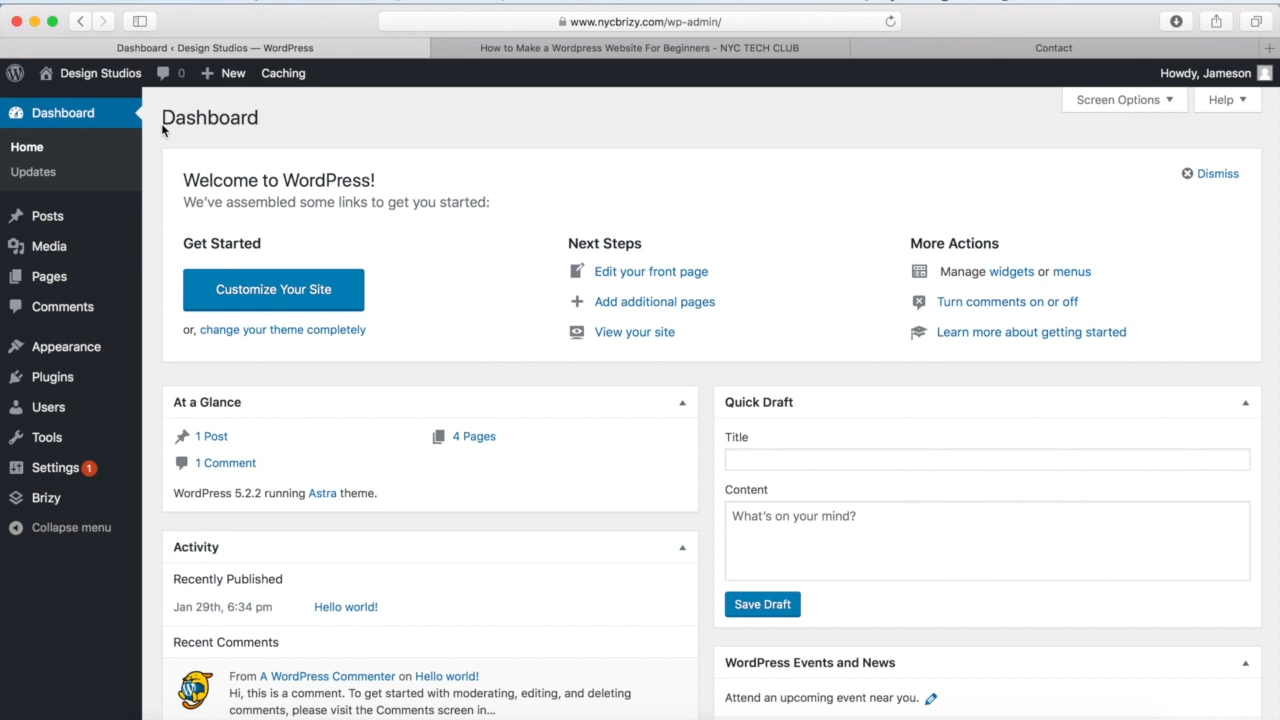 www.nycbrizy.com/wp-admin/
Dashboard ‹ Design Studios — WordPress
How to Make a Wordpress Website For Beginners - NYC TECH CLUB
Contact
Design Studios
0
New
Caching
Howdy, Jameson
Dashboard
Home
Updates
Posts
Media
Pages
Comments
Appearance
Plugins
Users
Tools
Settings 1
Brizy
Collapse menu
Dashboard
Screen Options
Help
Welcome to WordPress!
We've assembled some links to get you started:
Dismiss
Get Started
Customize Your Site
or, change your theme completely
Next Steps
Edit your front page
Add additional pages
View your site
More Actions
Manage widgets or menus
Turn comments on or off
Learn more about getting started
At a Glance
1 Post
4 Pages
1 Comment
WordPress 5.2.2 running Astra theme.
Activity
Recently Published
Jan 29th, 6:34 pm
Hello world!
Recent Comments
From A WordPress Commenter on Hello world!
Hi, this is a comment. To get started with moderating, editing, and deleting
comments, please visit the Comments screen in...
Quick Draft
Title
Content
What's on your mind?
Save Draft
WordPress Events and News
Attend an upcoming event near you.